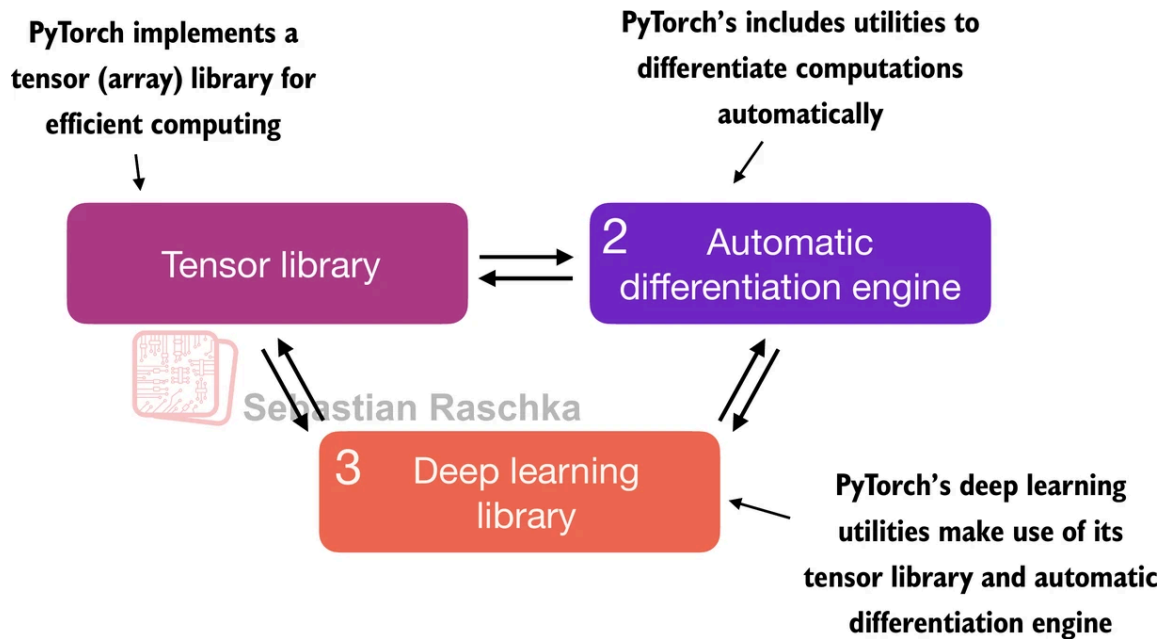 PyTorch implements a
tensor (array) library for
efficient computing
PyTorch's includes utilities to
differentiate computations
automatically
Tensor library
2
Automatic
differentiation engine
Sebastian Raschka
3
Deep learning
library
PyTorch's deep learning
utilities make use of its
tensor library and automatic
differentiation engine